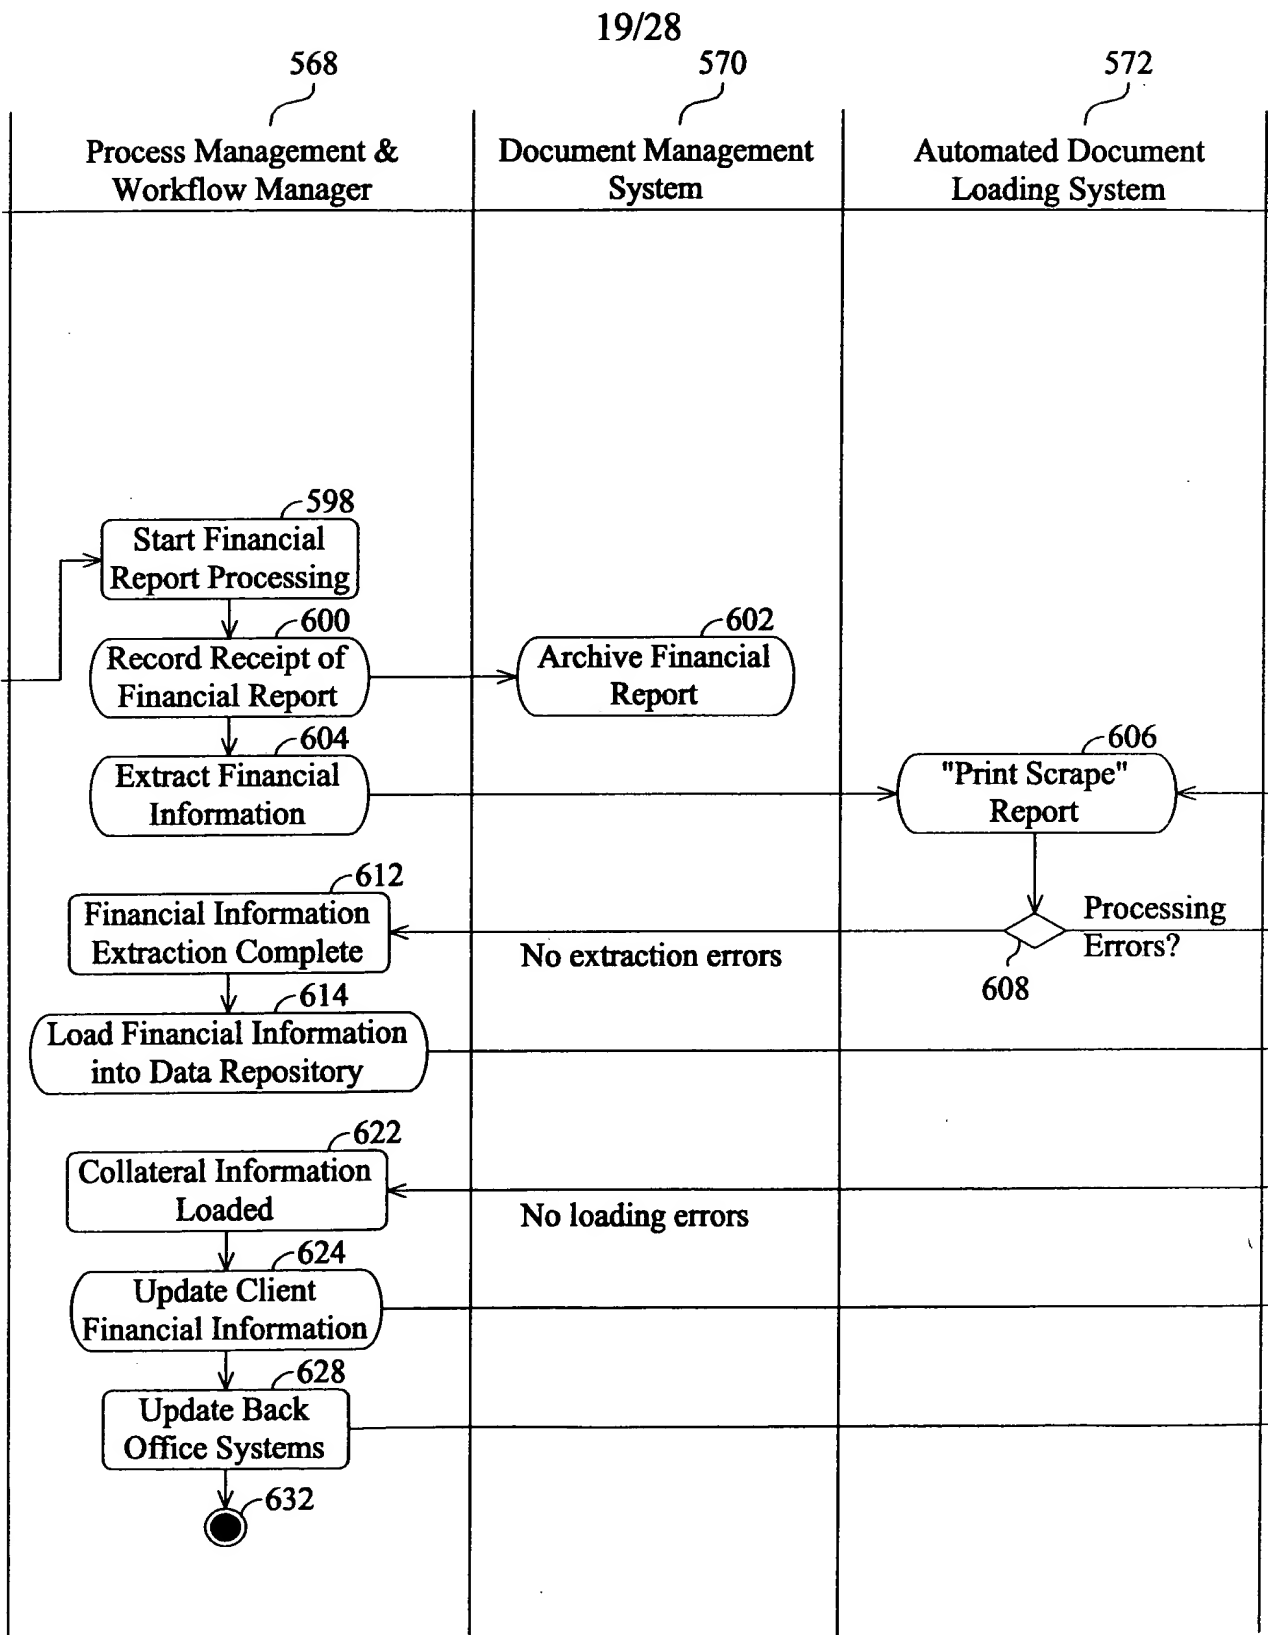 19/28
568
570
572
Process Management &
Workflow Manager
Document Management
System
Automated Document
Loading System
598
Start Financial
Report Processing
600
Record Receipt of
Financial Report
602
Archive Financial
Report
604
Extract Financial
Information
606
"Print Scrape"
Report
612
Financial Information
Extraction Complete
No extraction errors
Processing
Errors?
608
614
Load Financial Information
into Data Repository
622
Collateral Information
Loaded
No loading errors
624
Update Client
Financial Information
628
Update Back
Office Systems
632